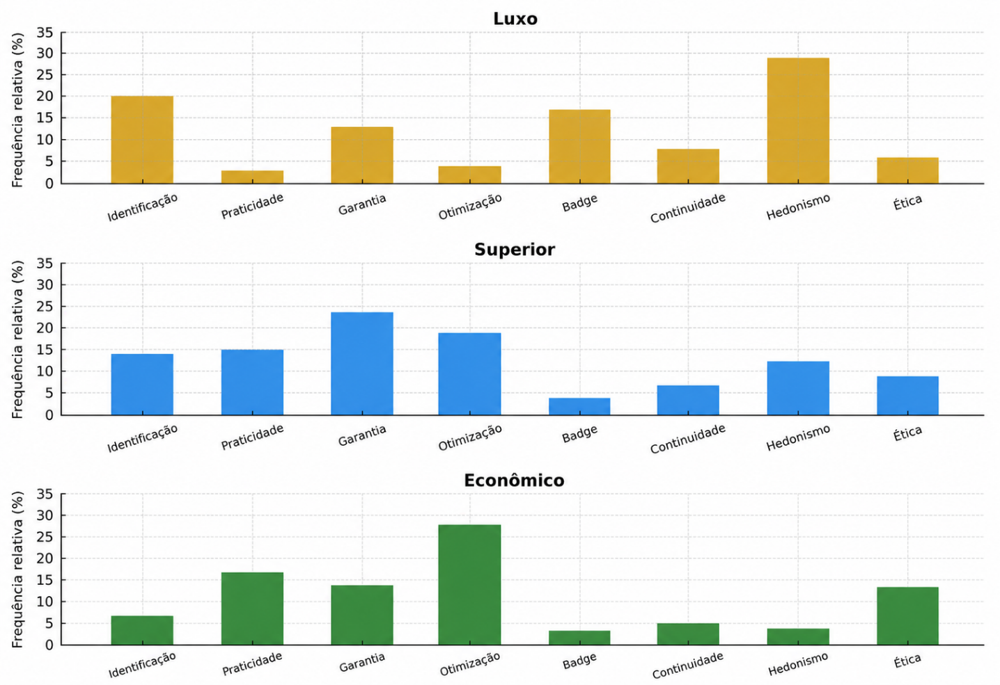 Luxo
Frequência relativa (%)
35
30
25
20
15
10
5
0
Identificação Praticidade Garantia Otimização Badge Continuidade Hedonismo Ética
Superior
Frequência relativa (%)
35
30
25
20
15
10
5
0
Identificação Praticidade Garantia Otimização Badge Continuidade Hedonismo Ética
Econômico
Frequência relativa (%)
35
30
25
20
15
10
5
0
Identificação Praticidade Garantia Otimização Badge Continuidade Hedonismo Ética